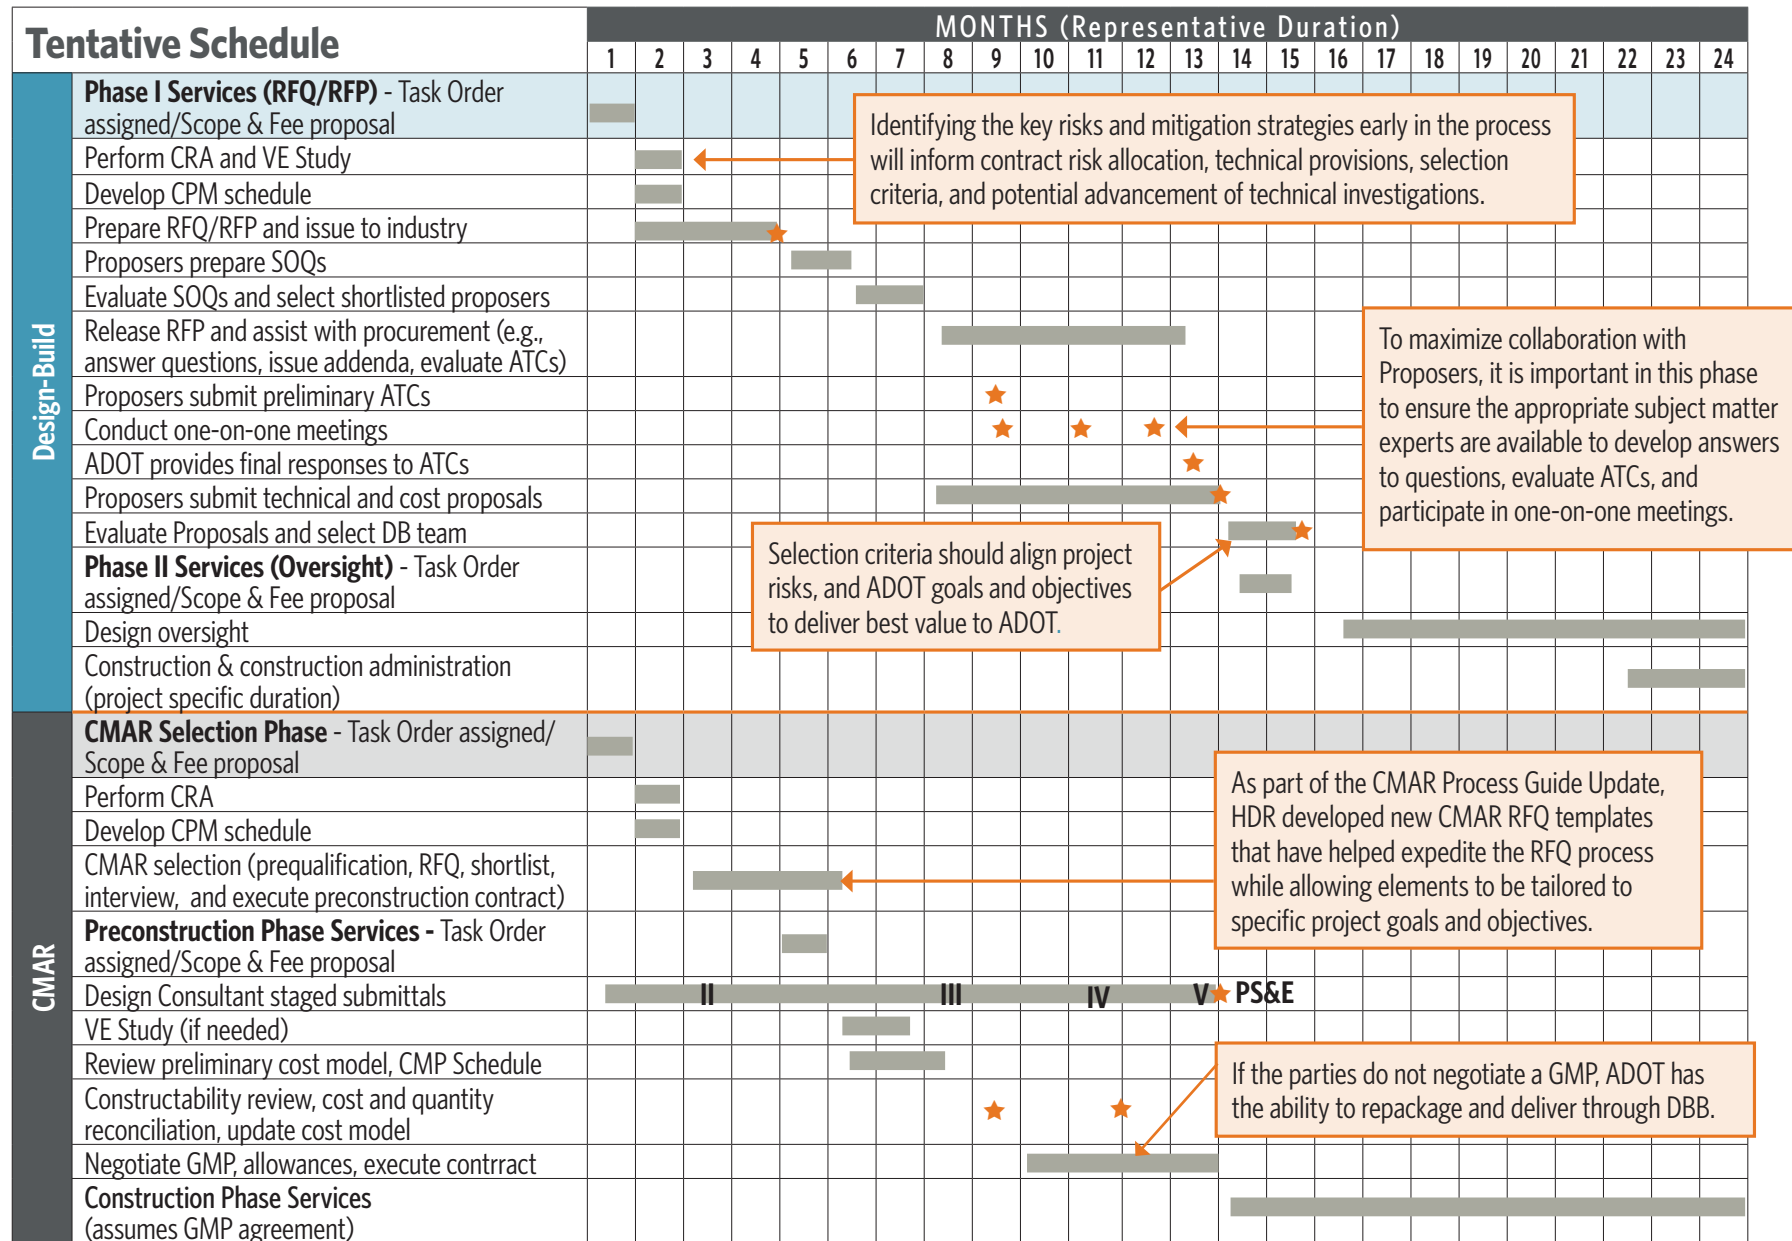 Tentative Schedule
MONTHS (Representative Duration)
1 2 3 4 5 6 7 8 9 10 11 12 13 14 15 16 17 18 19 20 21 22 23 24
Design-Build
Phase I Services (RFQ/RFP) - Task Order
assigned/Scope & Fee proposal
Perform CRA and VE Study
Develop CPM schedule
Prepare RFQ/RFP and issue to industry
Proposers prepare SOQs
Evaluate SOQs and select shortlisted proposers
Release RFP and assist with procurement (e.g.,
answer questions, issue addenda, evaluate ATCs)
Proposers submit preliminary ATCs
Conduct one-on-one meetings
ADOT provides final responses to ATCs
Proposers submit technical and cost proposals
Evaluate Proposals and select DB team
Phase II Services (Oversight) - Task Order
assigned/Scope & Fee proposal
Design oversight
Construction & construction administration
(project specific duration)
Identifying the key risks and mitigation strategies early in the process
will inform contract risk allocation, technical provisions, selection
criteria, and potential advancement of technical investigations.
To maximize collaboration with
Proposers, it is important in this phase
to ensure the appropriate subject matter
experts are available to develop answers
to questions, evaluate ATCs, and
participate in one-on-one meetings.
Selection criteria should align project
risks, and ADOT goals and objectives
to deliver best value to ADOT.
CMAR
CMAR Selection Phase - Task Order assigned/
Scope & Fee proposal
Perform CRA
Develop CPM schedule
CMAR selection (prequalification, RFQ, shortlist,
interview, and execute preconstruction contract)
Preconstruction Phase Services - Task Order
assigned/Scope & Fee proposal
Design Consultant staged submittals
II III IV V PS&E
VE Study (if needed)
Review preliminary cost model, CMP Schedule
Constructability review, cost and quantity
reconciliation, update cost model
Negotiate GMP, allowances, execute contrract
Construction Phase Services
(assumes GMP agreement)
As part of the CMAR Process Guide Update,
HDR developed new CMAR RFQ templates
that have helped expedite the RFQ process
while allowing elements to be tailored to
specific project goals and objectives.
If the parties do not negotiate a GMP, ADOT has
the ability to repackage and deliver through DBB.